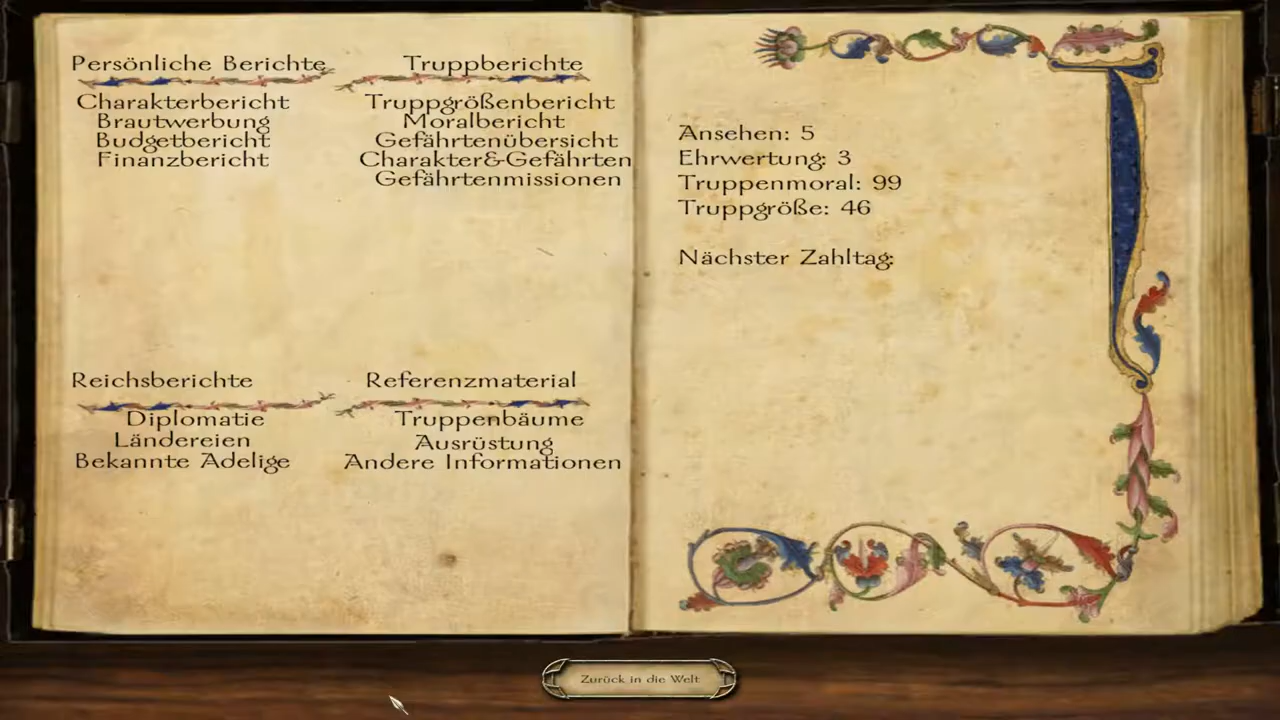 Persönliche Berichte
Charakterbericht
Brautwerbung
Budgetbericht
Finanzbericht
Truppberichte
Truppgrößenbericht
Moralbericht
Gefährtenübersicht
Charakter&Gefährten
Gefährtenmissionen
Reichsberichte
Diplomatie
Ländereien
Bekannte Adelige
Referenzmaterial
Truppenbäume
Ausrüstung
Andere Informationen
Ansehen: 5
Ehrwertung: 3
Truppenmoral: 99
Truppgröße: 46
Nächster Zahltag:
Zurück in die Welt